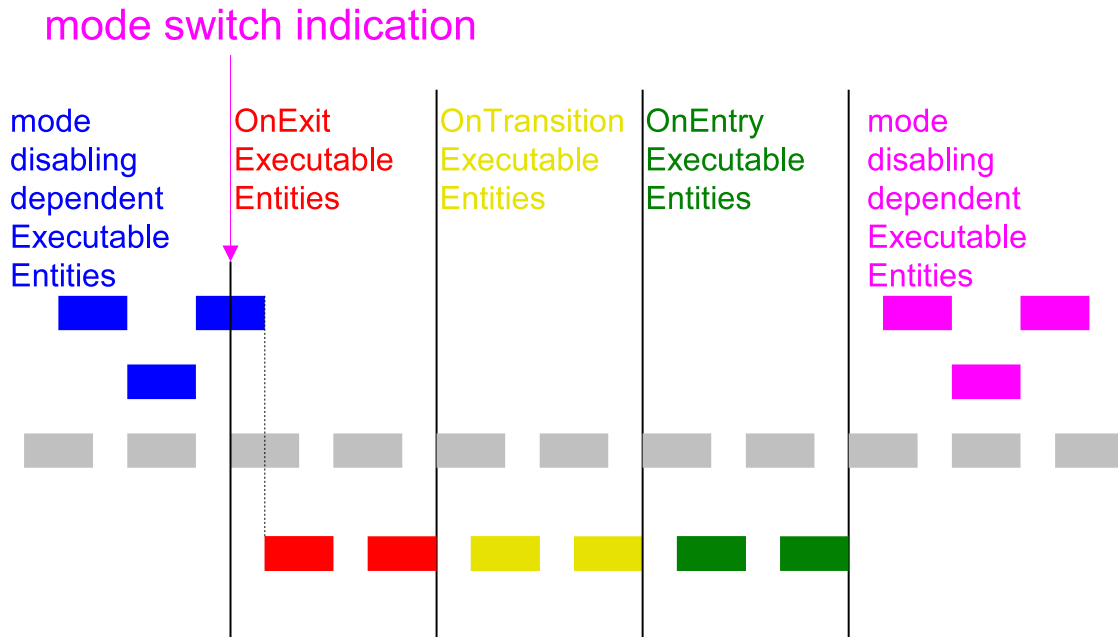 mode switch indication
mode
disabling
dependent
Executable
Entities
OnExit
Executable
Entities
OnTransition
Executable
Entities
OnEntry
Executable
Entities
mode
disabling
dependent
Executable
Entities